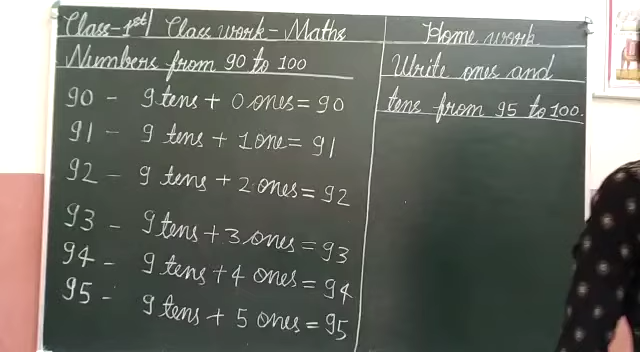 Class-1st Class work - Maths
Numbers from 90 to 100
90 - 9 tens + 0 ones = 90
91 - 9 tens + 1 one = 91
92 - 9 tens + 2 ones = 92
93 - 9 tens + 3 ones = 93
94 - 9 tens + 4 ones = 94
95 - 9 tens + 5 ones = 95
Home work
Write ones and
tens from 95 to 100.